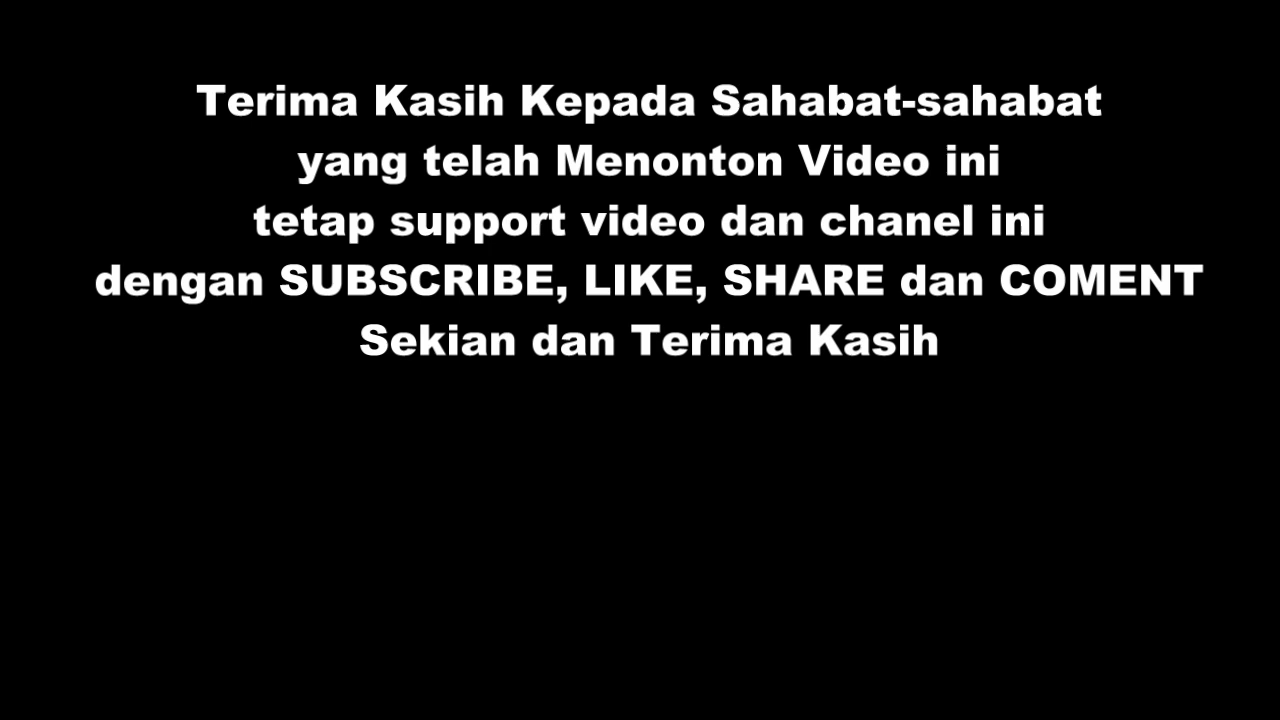 Terima Kasih Kepada Sahabat-sahabat
yang telah Menonton Video ini
tetap support video dan chanel ini
dengan SUBSCRIBE, LIKE, SHARE dan COMENT
Sekian dan Terima Kasih